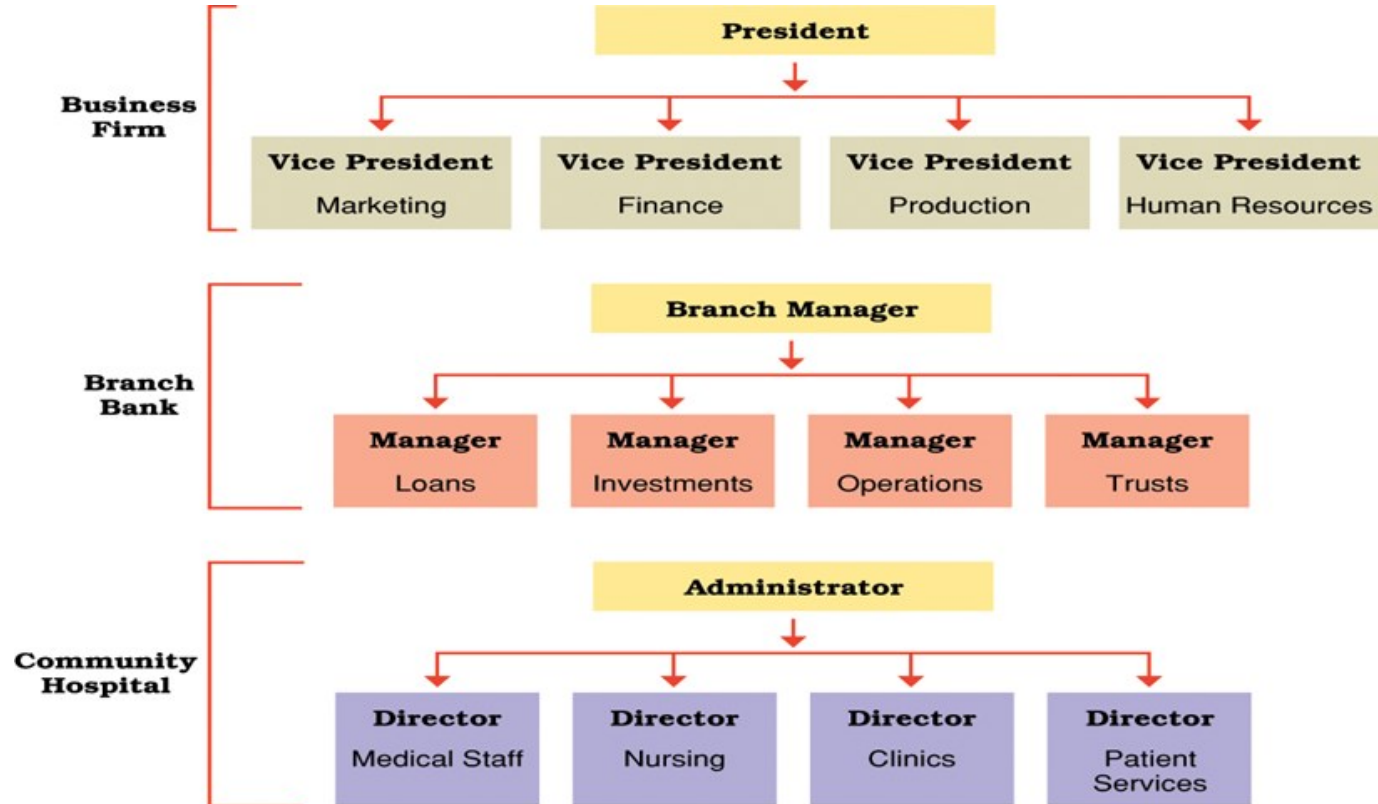 President
Business
Firm
Vice President
Marketing
Vice President
Finance
Vice President
Production
Vice President
Human Resources
Branch Manager
Branch
Bank
Manager
Loans
Manager
Investments
Manager
Operations
Manager
Trusts
Administrator
Community
Hospital
Director
Medical Staff
Director
Nursing
Director
Clinics
Director
Patient
Services